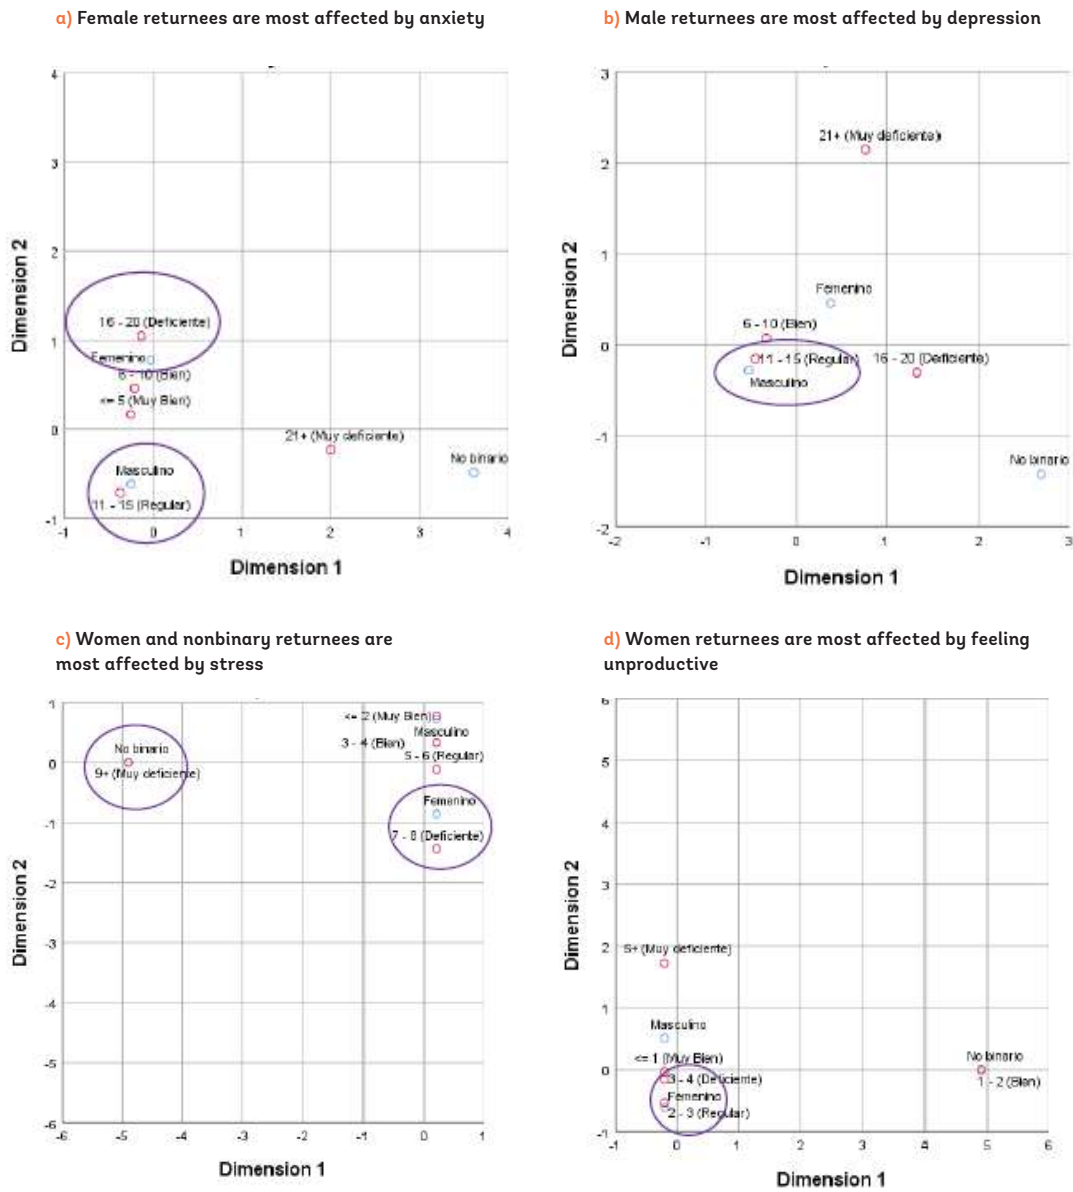 a) Female returnees are most affected by anxiety
4
3
2
1
0
-1
-1
0
1
2
3
4
Dimension 2
Dimension 1
16 - 20 (Deficiente)
Femenino
6 - 10 (Bien)
<= 5 (Muy Bien)
21+ (Muy deficiente)
No binario
Masculino
11 - 15 (Regular)
b) Male returnees are most affected by depression
3
2
1
0
-1
-2
-2
-1
0
1
2
3
Dimension 2
Dimension 1
21+ (Muy deficiente)
Femenino
6 - 10 (Bien)
11 - 15 (Regular)
16 - 20 (Deficiente)
Masculino
No binario
c) Women and nonbinary returnees are
most affected by stress
1
0
-1
-2
-3
-4
-5
-6
-6
-5
-4
-3
-2
-1
0
1
Dimension 2
Dimension 1
<= 2 (Muy Bien)
Masculino
3 - 4 (Bien)
No binario
5 - 6 (Regular)
9+ (Muy deficiente)
Femenino
7 - 8 (Deficiente)
d) Women returnees are most affected by feeling
unproductive
6
5
4
3
2
1
0
-1
-1
0
1
2
3
4
5
6
Dimension 2
Dimension 1
5+ (Muy deficiente)
Masculino
<= 1 (Muy Bien)
No binario
3 - 4 (Deficiente)
1 - 2 (Bien)
Femenino
2 - 3 (Regular)